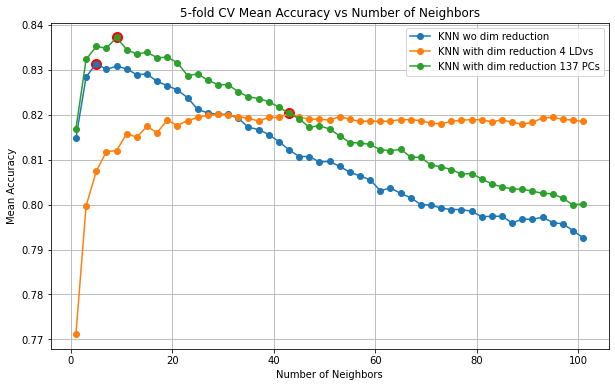 5-fold CV Mean Accuracy vs Number of Neighbors
KNN wo dim reduction
KNN with dim reduction 4 LDvs
KNN with dim reduction 137 PCs
0.84
0.83
0.82
0.81
0.80
0.79
0.78
0.77
Mean Accuracy
0 20 40 60 80 100
Number of Neighbors